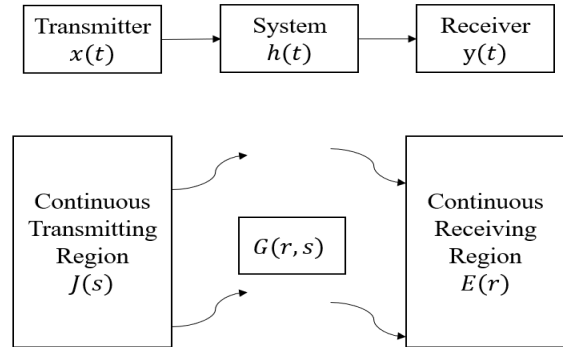 Transmitter
x(t)
System
h(t)
Receiver
y(t)
Continuous
Transmitting
Region
J(s)
G(r, s)
Continuous
Receiving
Region
E(r)